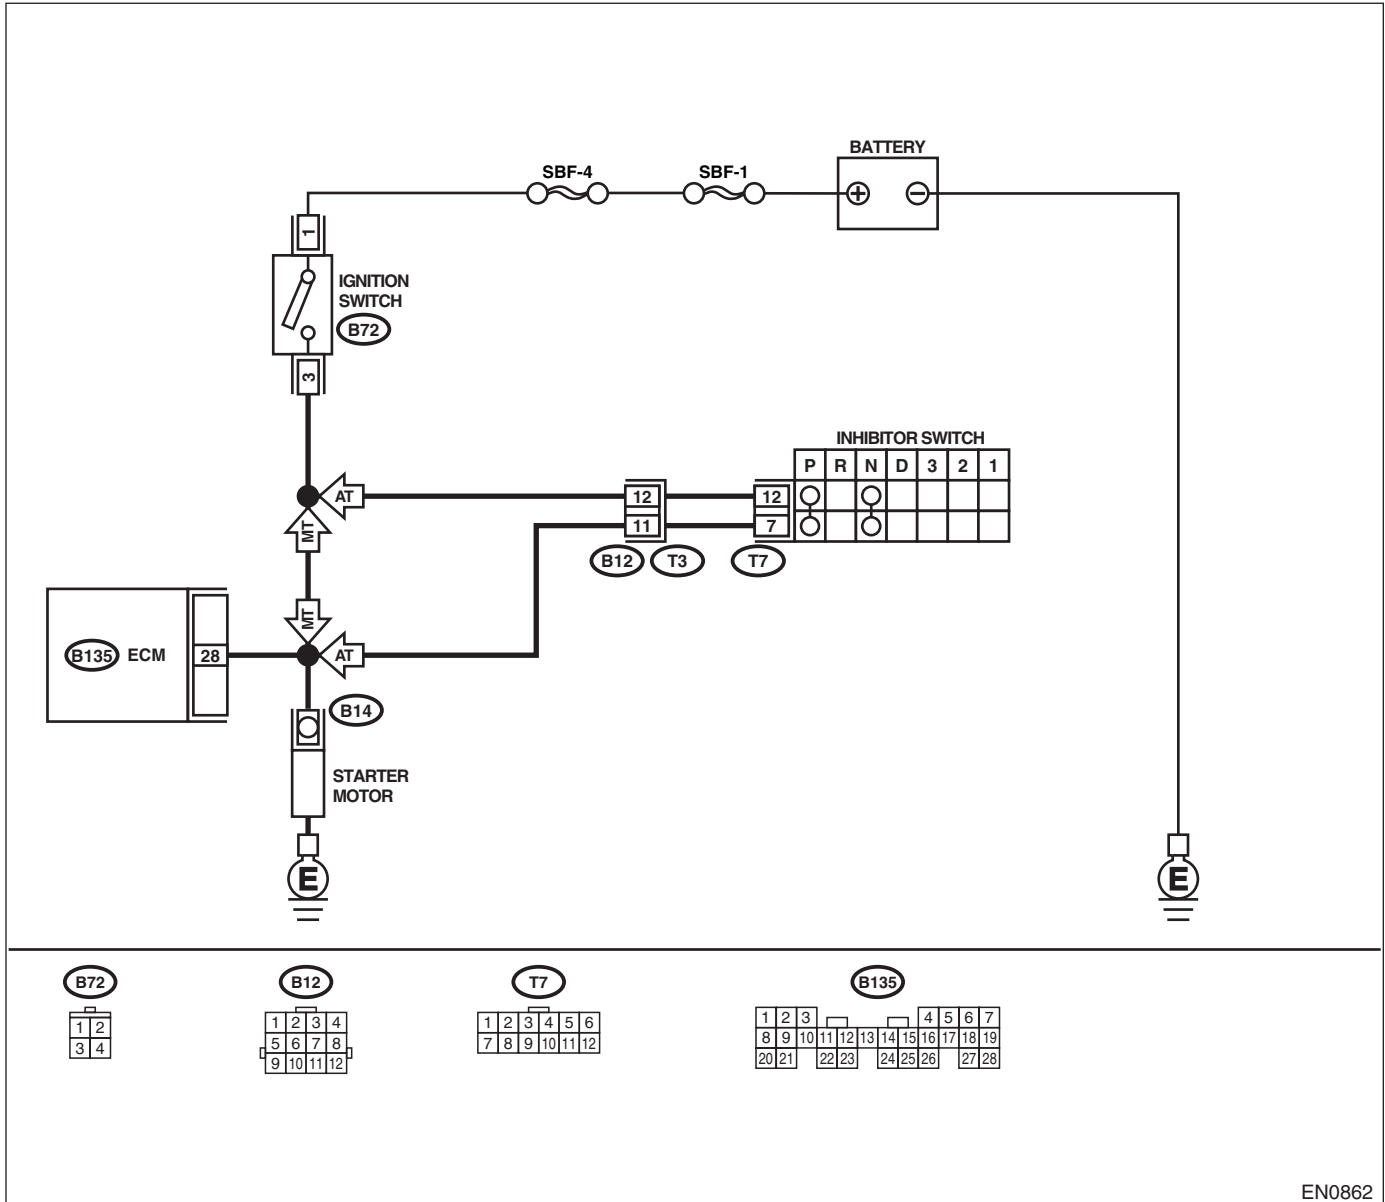 BATTERY
SBF-4
SBF-1
+
−
1
IGNITION
SWITCH
B72
3
INHIBITOR SWITCH
P R N D 3 2 1
AT
12
12
11
7
MT
B12
T3
T7
MT
B135 ECM
28
AT
B14
STARTER
MOTOR
E
E
B72
B12
T7
B135
1 2
3 4
1 2 3 4
5 6 7 8
9 10 11 12
1 2 3 4 5 6
7 8 9 10 11 12
1 2 3 4 5 6 7
8 9 10 11 12 13 14 15 16 17 18 19
20 21 22 23 24 25 26 27 28
EN0862